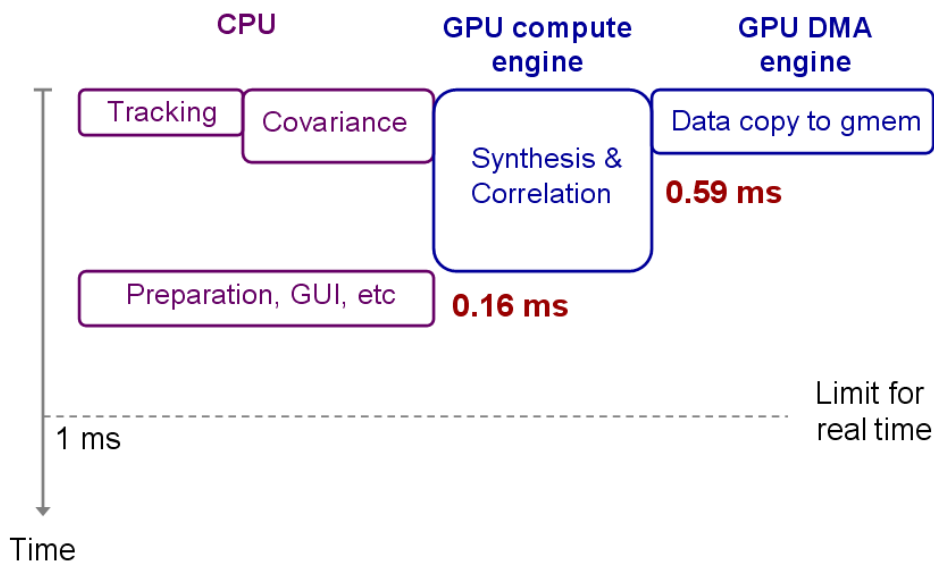 CPU
GPU compute
engine
GPU DMA
engine
Tracking
Covariance
Synthesis &
Correlation
Data copy to gmem
0.59 ms
Preparation, GUI, etc
0.16 ms
Limit for
real time
1 ms
Time